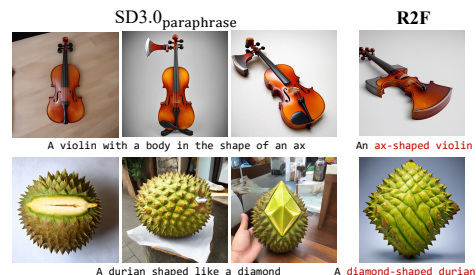 SD3.0paraphrase R2F
A violin with a body in the shape of an ax An ax-shaped violin
A durian shaped like a diamond A diamond-shaped durian